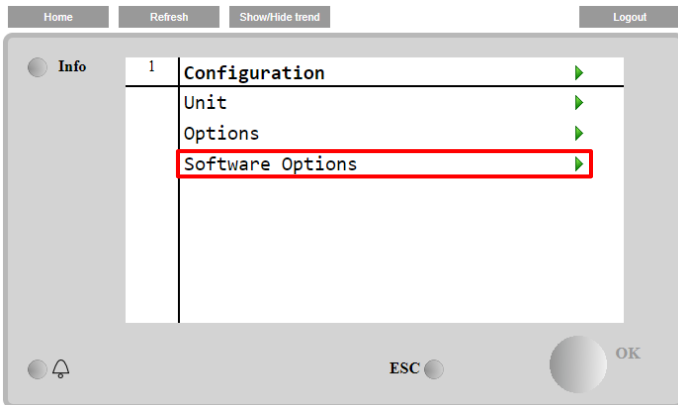 Home Refresh Show/Hide trend Logout
Info 1 Configuration
Unit
Options
Software Options
ESC OK